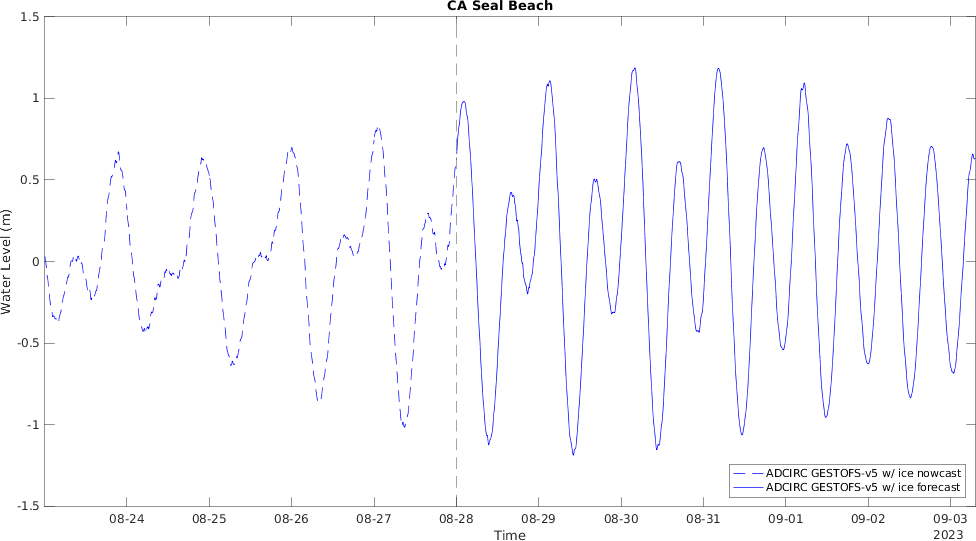 CA Seal Beach
1.5
1
0.5
0
-0.5
-1
-1.5
Water Level (m)
08-24 08-25 08-26 08-27 08-28 08-29 08-30 08-31 09-01 09-02 09-03
Time
2023
ADCIRC GESTOFS-v5 w/ ice nowcast
ADCIRC GESTOFS-v5 w/ ice forecast